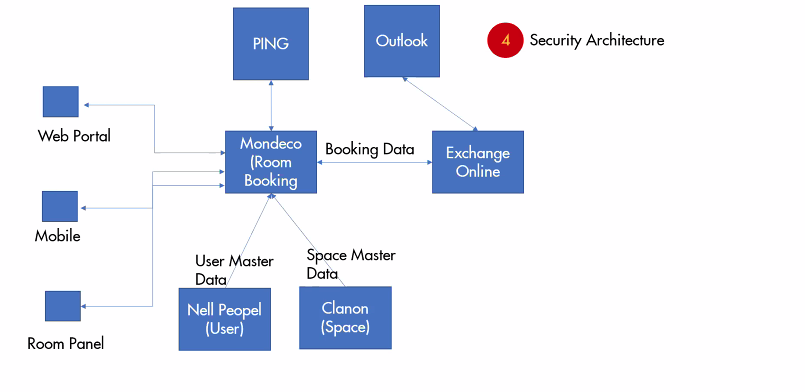 PING
Outlook
4
Security Architecture
Web Portal
Mondeco
(Room
Booking
Booking Data
Exchange
Online
Mobile
User Master
Data
Space Master
Data
Nell Peopel
(User)
Clanon
(Space)
Room Panel